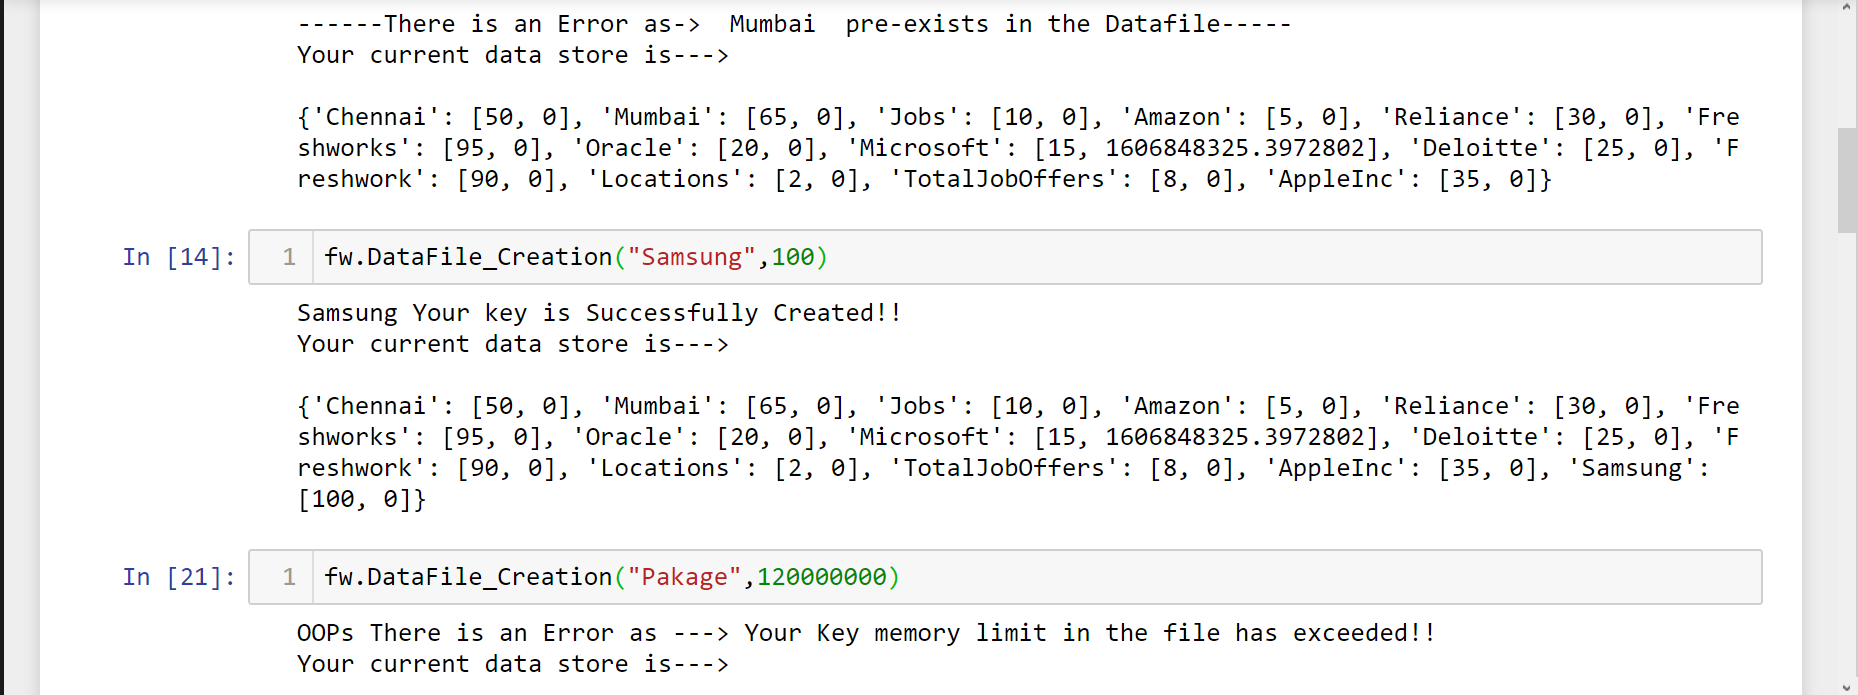 ------There is an Error as->  Mumbai  pre-exists in the Datafile-----
Your current data store is--->
{'Chennai': [50, 0], 'Mumbai': [65, 0], 'Jobs': [10, 0], 'Amazon': [5, 0], 'Reliance': [30, 0], 'Fre
shworks': [95, 0], 'Oracle': [20, 0], 'Microsoft': [15, 1606848325.3972802], 'Deloitte': [25, 0], 'F
reshwork': [90, 0], 'Locations': [2, 0], 'TotalJobOffers': [8, 0], 'AppleInc': [35, 0]}
In [14]: 1 fw.DataFile_Creation("Samsung",100)
Samsung Your key is Successfully Created!!
Your current data store is--->
{'Chennai': [50, 0], 'Mumbai': [65, 0], 'Jobs': [10, 0], 'Amazon': [5, 0], 'Reliance': [30, 0], 'Fre
shworks': [95, 0], 'Oracle': [20, 0], 'Microsoft': [15, 1606848325.3972802], 'Deloitte': [25, 0], 'F
reshwork': [90, 0], 'Locations': [2, 0], 'TotalJobOffers': [8, 0], 'AppleInc': [35, 0], 'Samsung':
[100, 0]}
In [21]: 1 fw.DataFile_Creation("Pakage",120000000)
OOPs There is an Error as ---> Your Key memory limit in the file has exceeded!!
Your current data store is--->